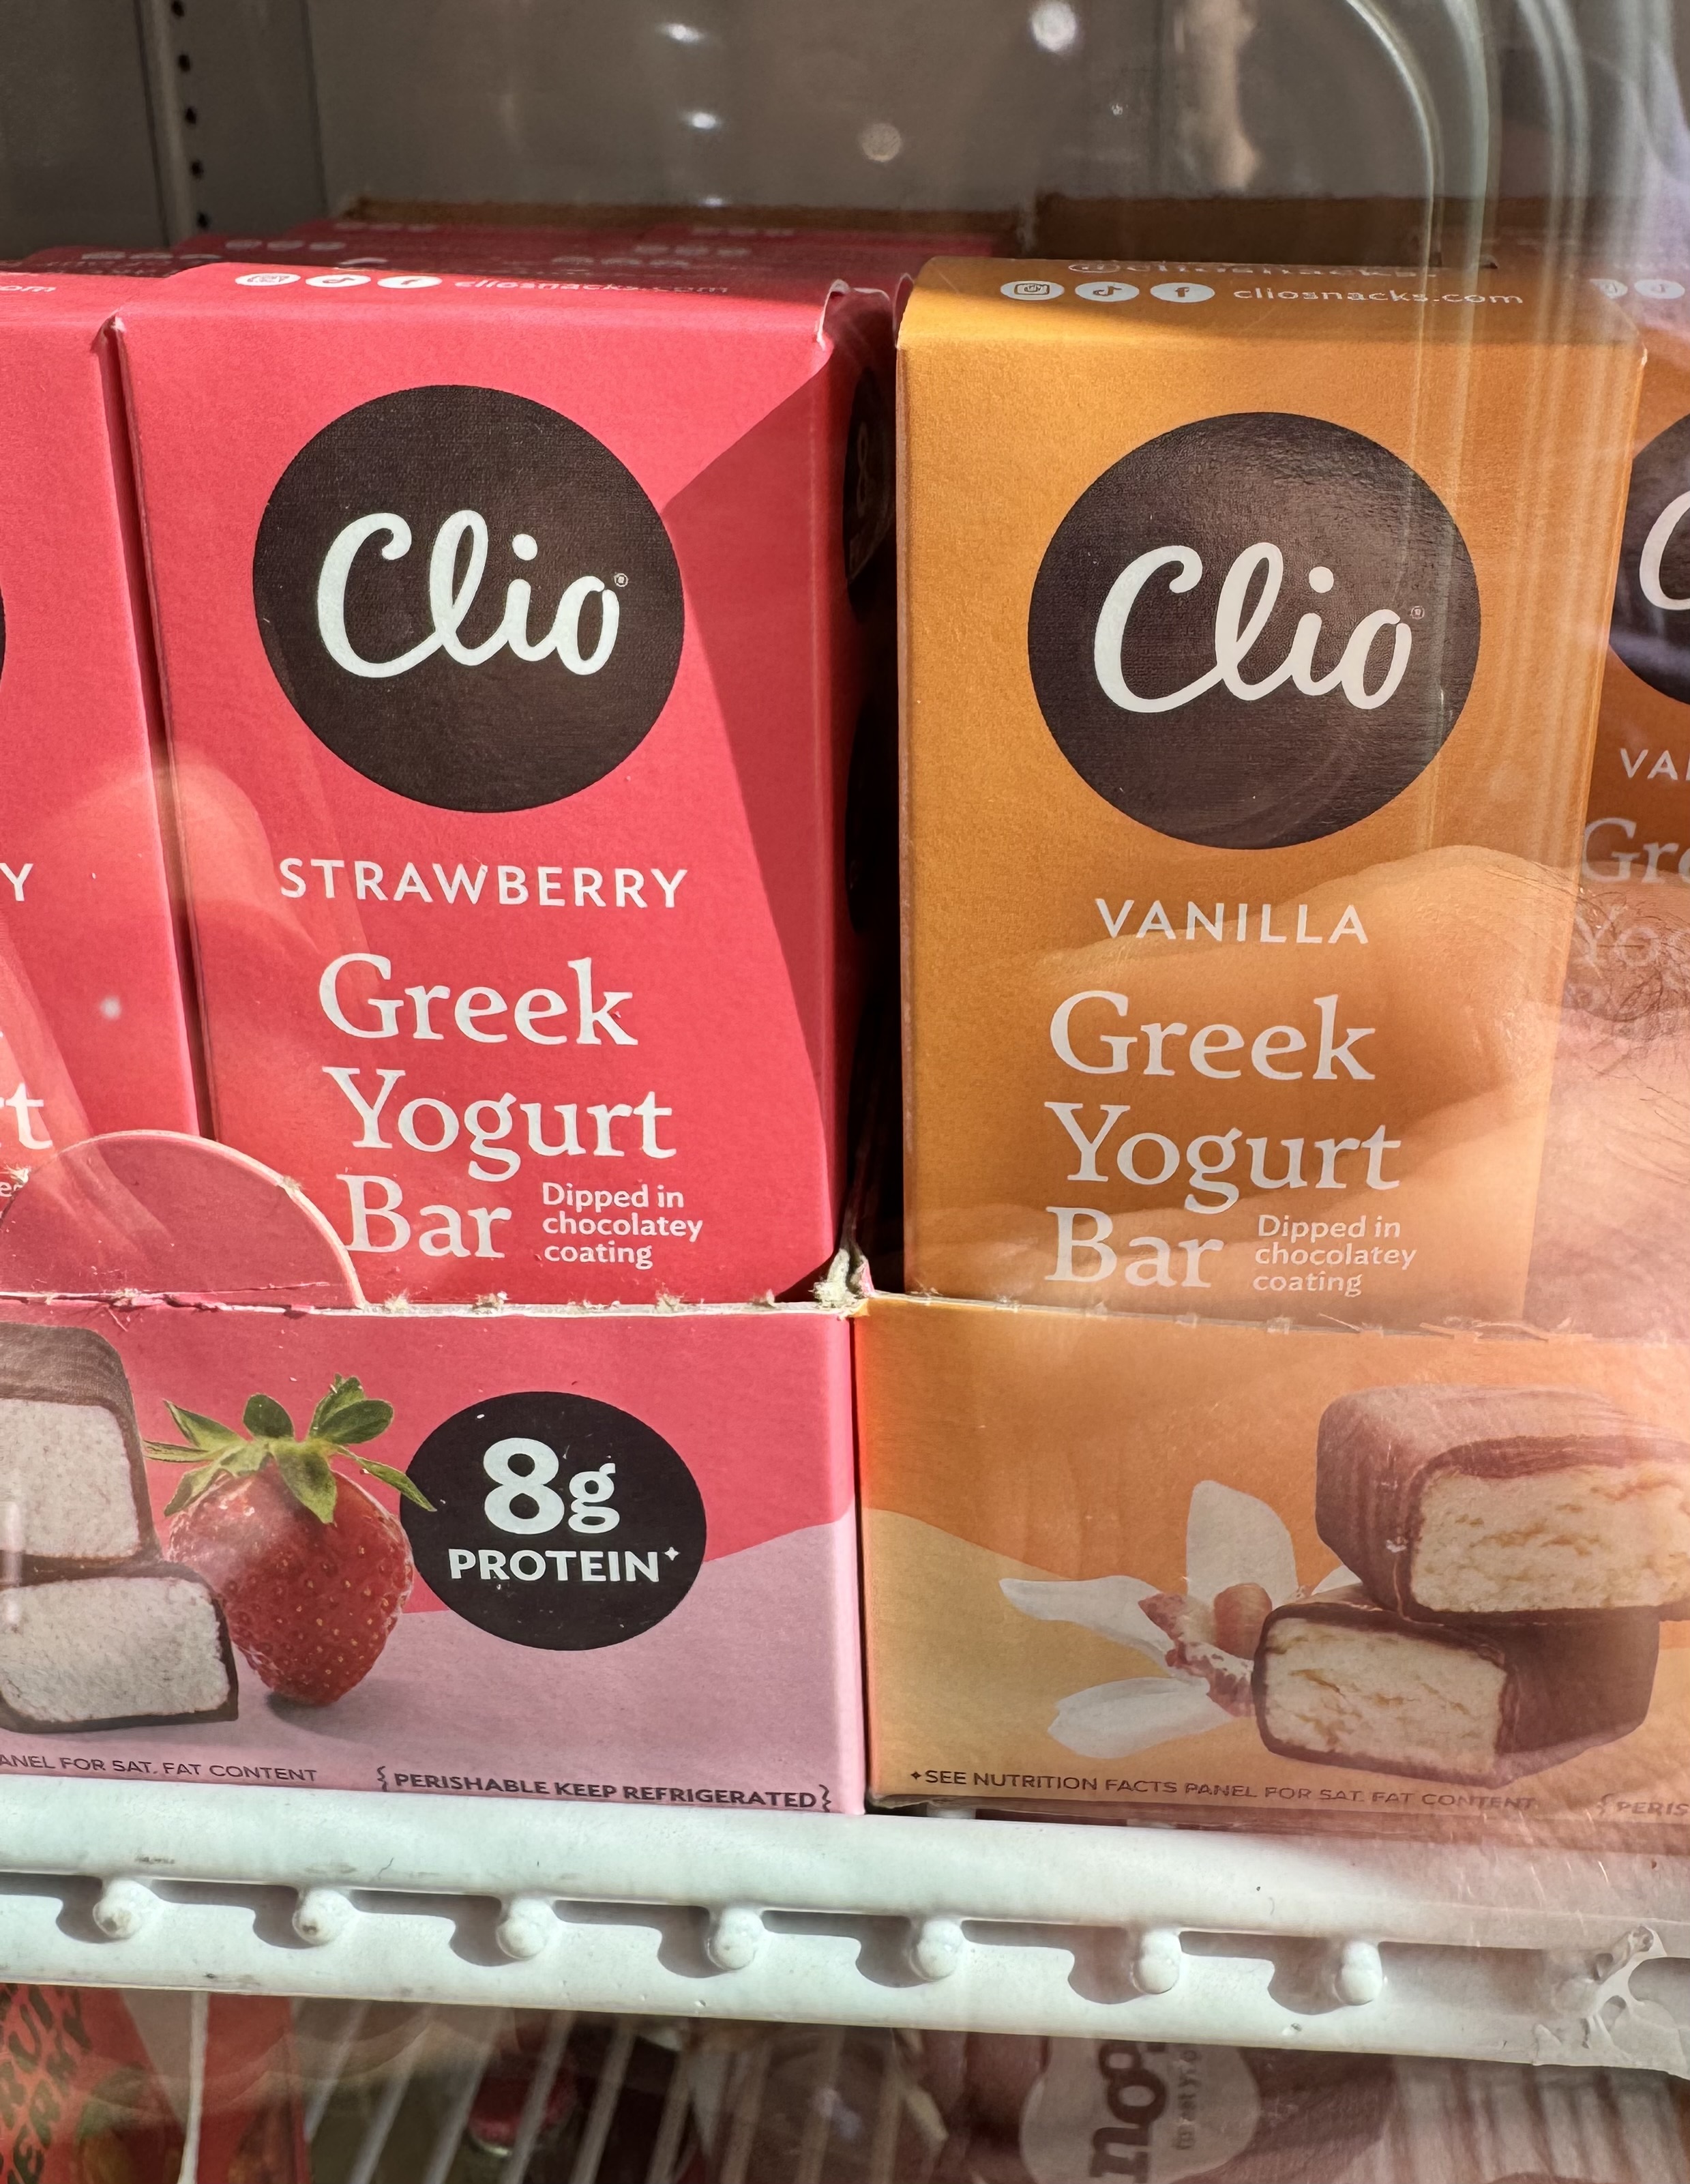 cliosnacks.com
Clio
STRAWBERRY
Greek
Yogurt
Bar
Dipped in
chocolatey
coating
8g
PROTEIN✦
PANEL FOR SAT. FAT CONTENT
{PERISHABLE KEEP REFRIGERATED}
@cliosnacks
cliosnacks.com
Clio
VANILLA
Greek
Yogurt
Bar
Dipped in
chocolatey
coating
✦SEE NUTRITION FACTS PANEL FOR SAT. FAT CONTENT